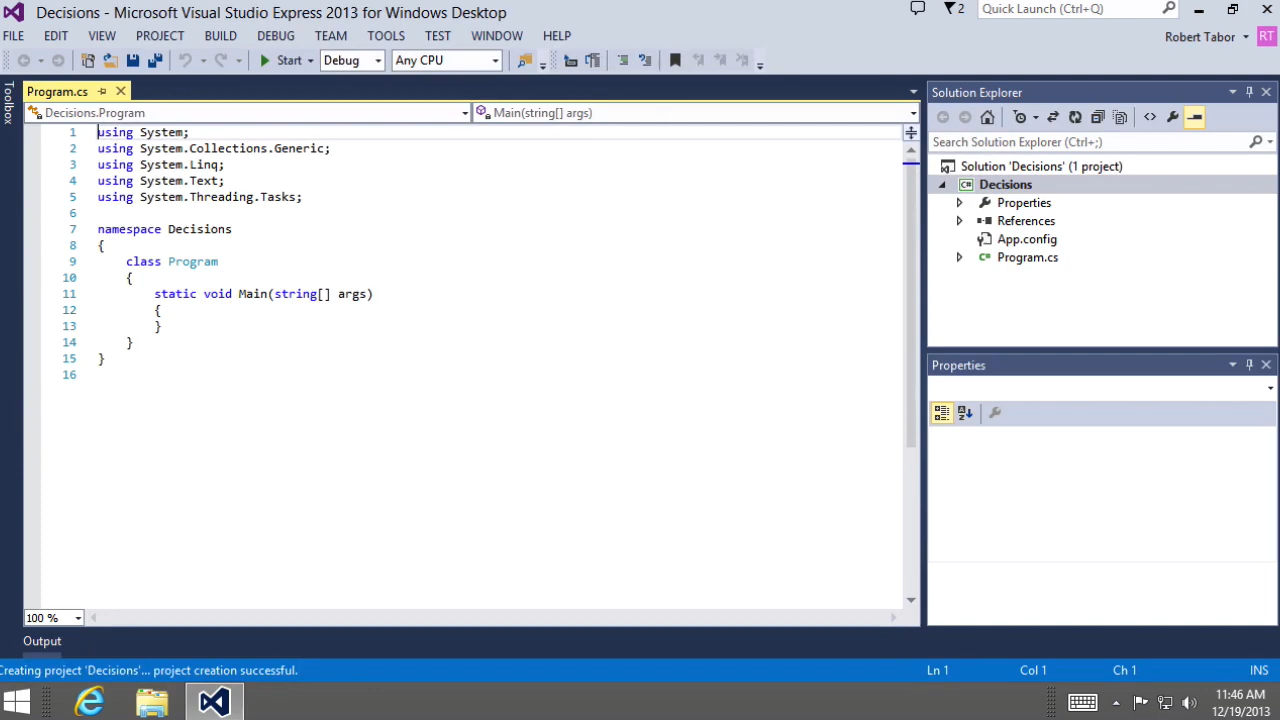 Decisions - Microsoft Visual Studio Express 2013 for Windows Desktop
2
Quick Launch (Ctrl+Q)
FILE EDIT VIEW PROJECT BUILD DEBUG TEAM TOOLS TEST WINDOW HELP
Robert Tabor RT
Start Debug Any CPU
Toolbox
Program.cs
Decisions.Program
Main(string[] args)
1 using System;
2 using System.Collections.Generic;
3 using System.Linq;
4 using System.Text;
5 using System.Threading.Tasks;
6
7 namespace Decisions
8 {
9 class Program
10 {
11 static void Main(string[] args)
12 {
13 }
14 }
15 }
16
100 %
Solution Explorer
Search Solution Explorer (Ctrl+;)
Solution 'Decisions' (1 project)
C# Decisions
Properties
References
App.config
C# Program.cs
Properties
Output
Creating project 'Decisions'... project creation successful.
Ln 1 Col 1 Ch 1 INS
11:46 AM
12/19/2013